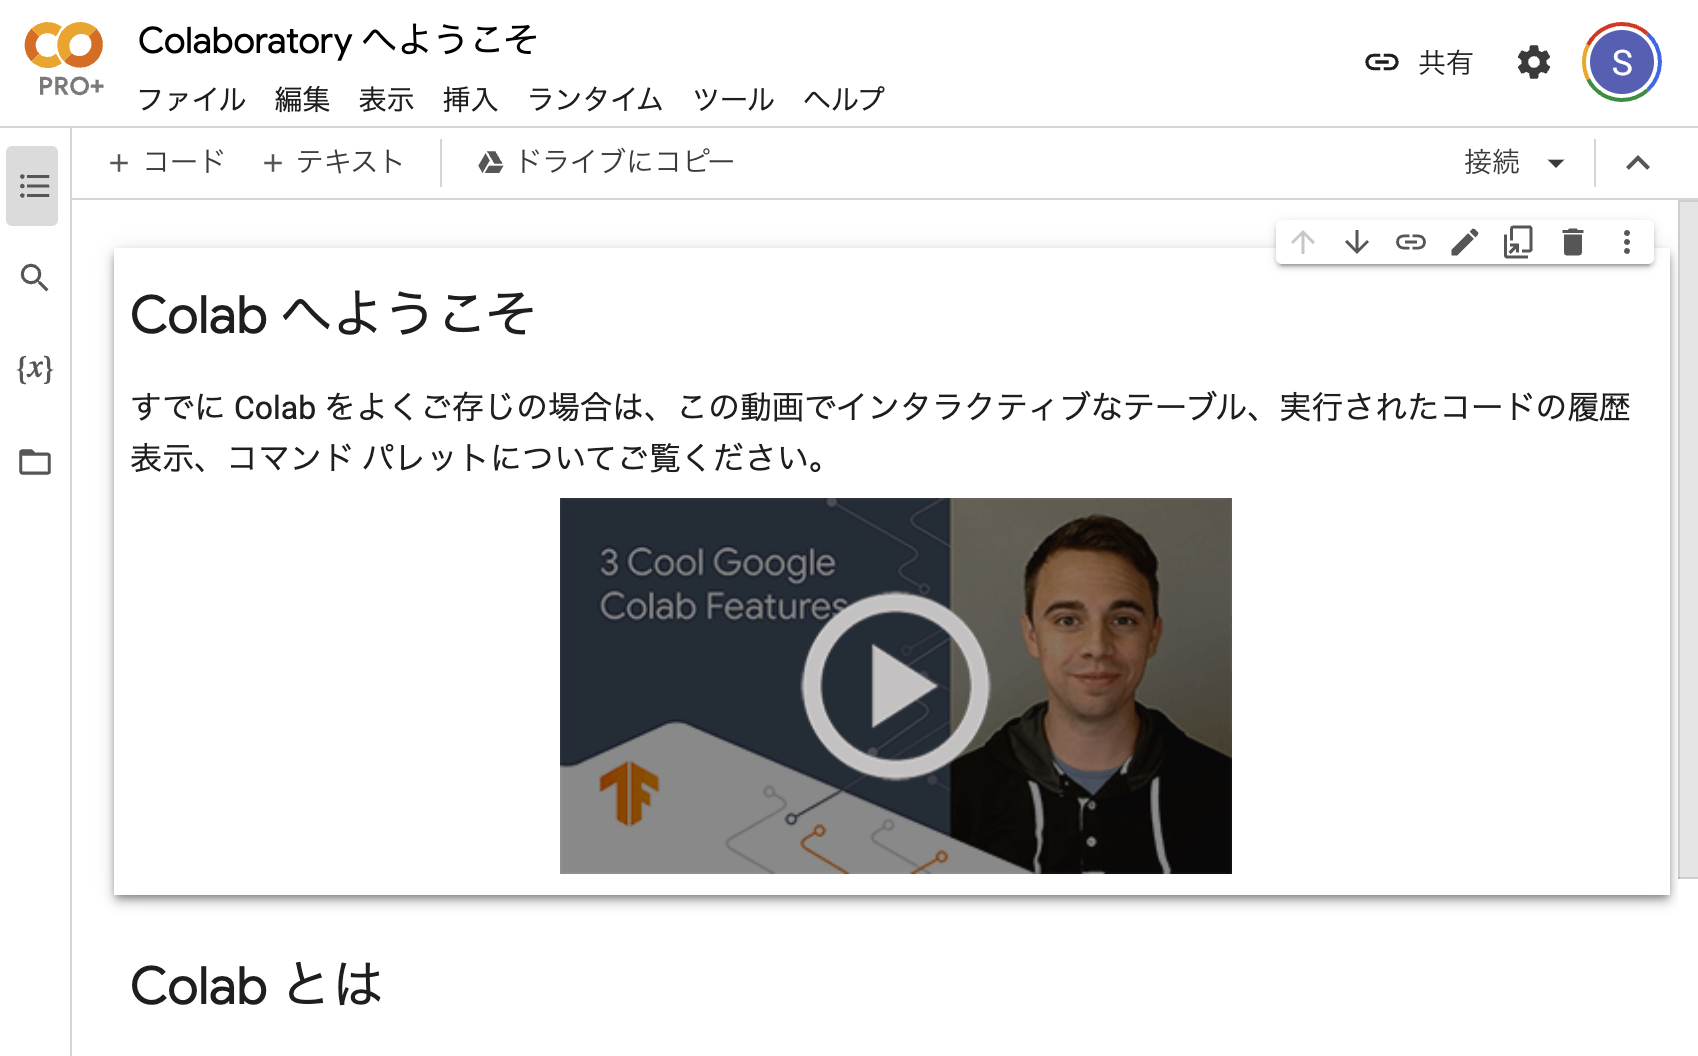 Colaboratory へようこそ
PRO+
ファイル 編集 表示 挿入 ランタイム ツール ヘルプ
共有
S
+ コード + テキスト ドライブにコピー
接続
{x}
Colab へようこそ
すでに Colab をよくご存じの場合は、この動画でインタラクティブなテーブル、実行されたコードの履歴
表示、コマンド パレットについてご覧ください。
3 Cool Google
Colab Features
Colab とは